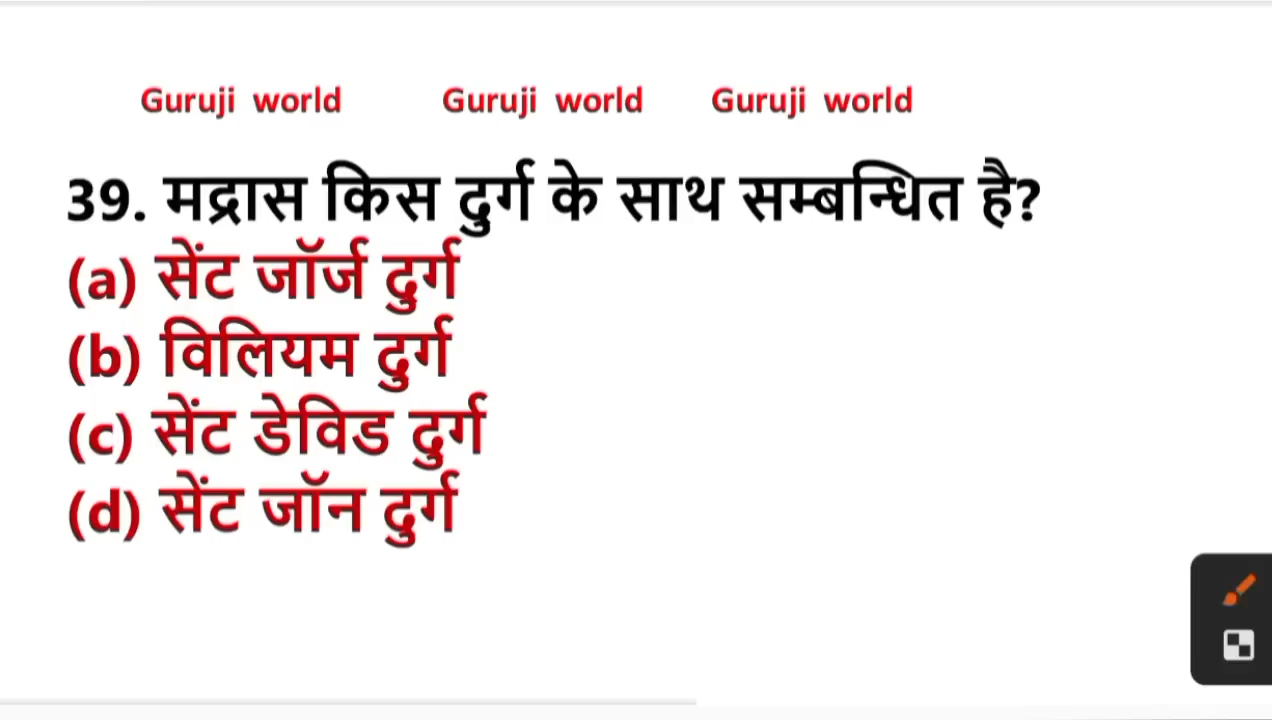 Guruji world Guruji world Guruji world
39. मद्रास किस दुर्ग के साथ सम्बन्धित है?
(a) सेंट जॉर्ज दुर्ग
(b) विलियम दुर्ग
(c) सेंट डेविड दुर्ग
(d) सेंट जॉन दुर्ग